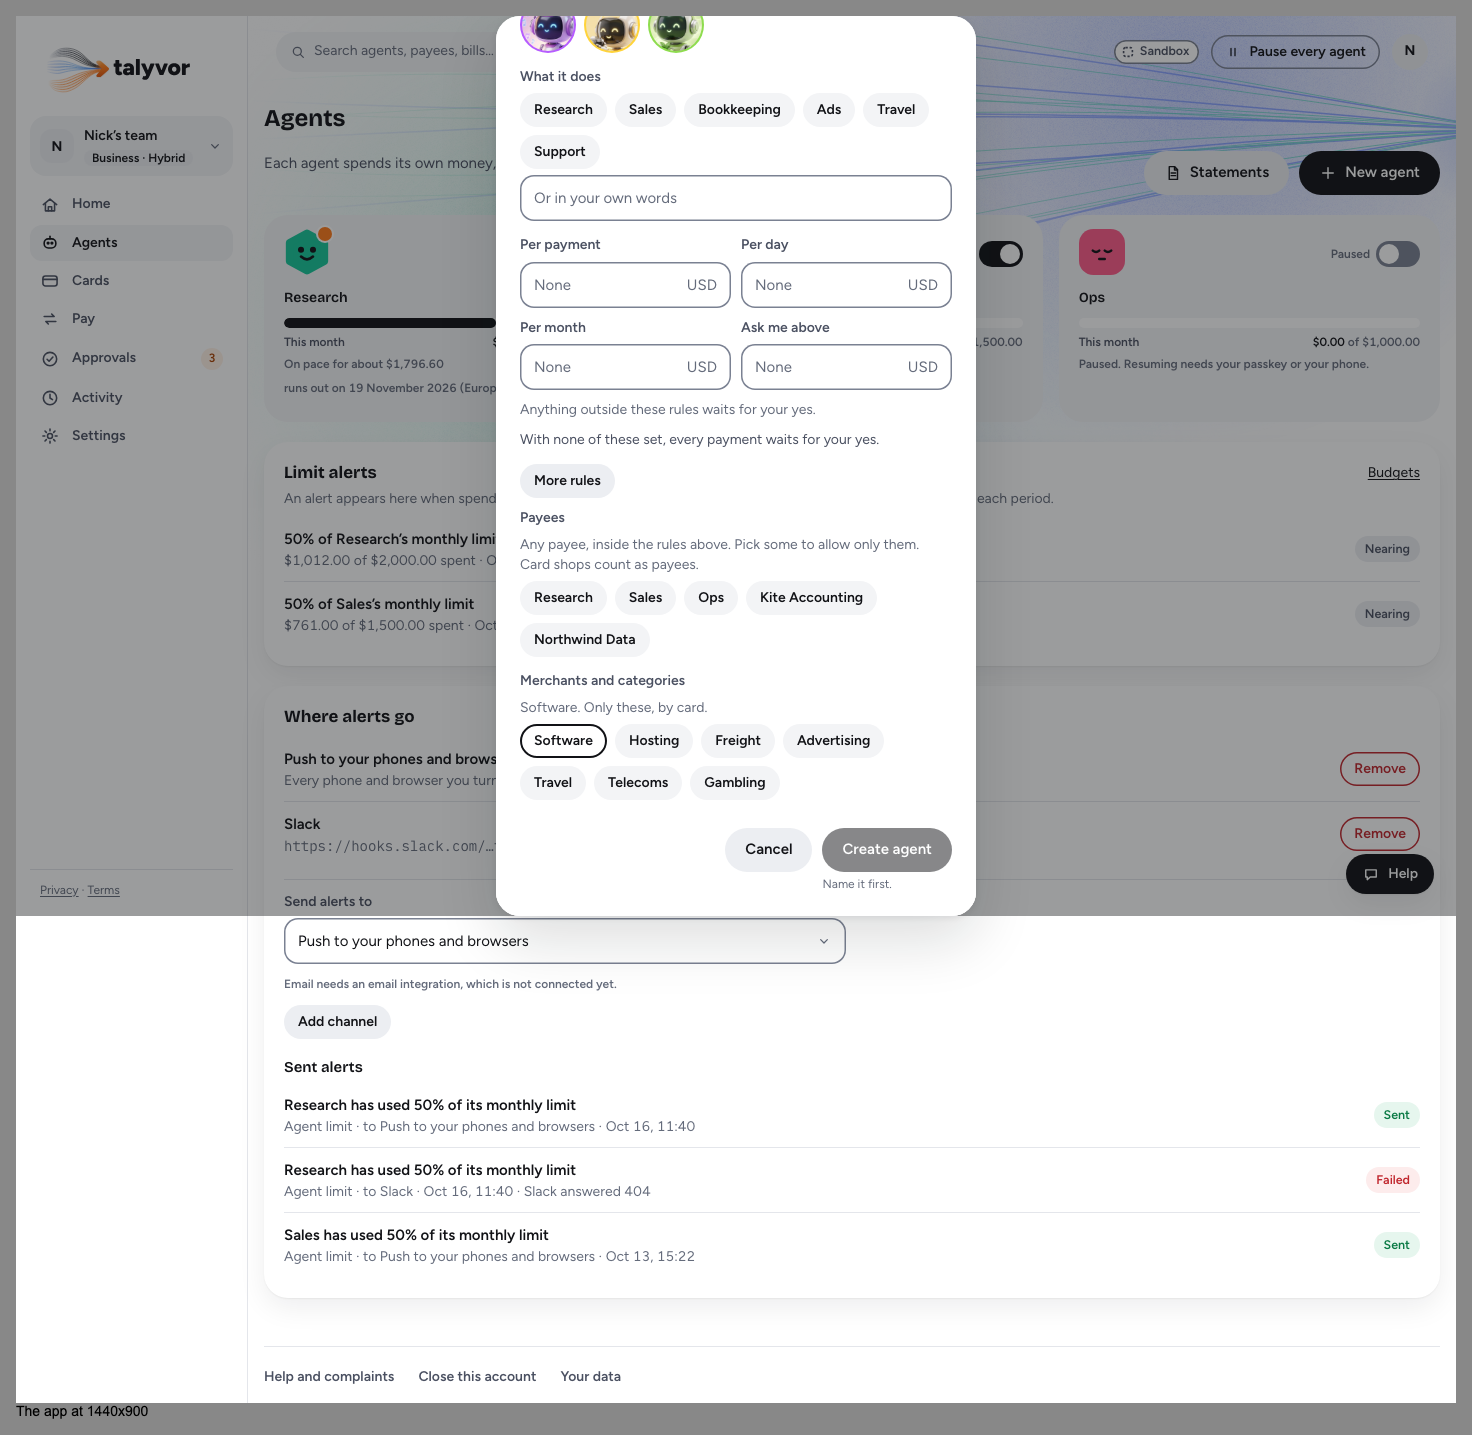 talyvor
N
Nick's team
Business · Hybrid
Home
Agents
Cards
Pay
Approvals
3
Activity
Settings
Privacy · Terms
Search agents, payees, bills...
Sandbox
Pause every agent
N
Agents
Each agent spends its own money,
Statements
New agent
Research
This month
On pace for about $1,796.60
runs out on 19 November 2026 (Europ
1,500.00
Paused
Ops
This month
$0.00 of $1,000.00
Paused. Resuming needs your passkey or your phone.
Limit alerts
Budgets
An alert appears here when spend
each period.
50% of Research's monthly limi
$1,012.00 of $2,000.00 spent · O
Nearing
50% of Sales's monthly limit
$761.00 of $1,500.00 spent · Oct
Nearing
Where alerts go
Push to your phones and brows
Every phone and browser you turn
Remove
Slack
https://hooks.slack.com/…
Remove
Help
What it does
Research
Sales
Bookkeeping
Ads
Travel
Support
Or in your own words
Per payment
Per day
None USD
None USD
Per month
Ask me above
None USD
None USD
Anything outside these rules waits for your yes.
With none of these set, every payment waits for your yes.
More rules
Payees
Any payee, inside the rules above. Pick some to allow only them.
Card shops count as payees.
Research
Sales
Ops
Kite Accounting
Northwind Data
Merchants and categories
Software. Only these, by card.
Software
Hosting
Freight
Advertising
Travel
Telecoms
Gambling
Cancel
Create agent
Name it first.
Send alerts to
Push to your phones and browsers
Email needs an email integration, which is not connected yet.
Add channel
Sent alerts
Research has used 50% of its monthly limit
Agent limit · to Push to your phones and browsers · Oct 16, 11:40
Sent
Research has used 50% of its monthly limit
Agent limit · to Slack · Oct 16, 11:40 · Slack answered 404
Failed
Sales has used 50% of its monthly limit
Agent limit · to Push to your phones and browsers · Oct 13, 15:22
Sent
Help and complaints
Close this account
Your data
The app at 1440x900